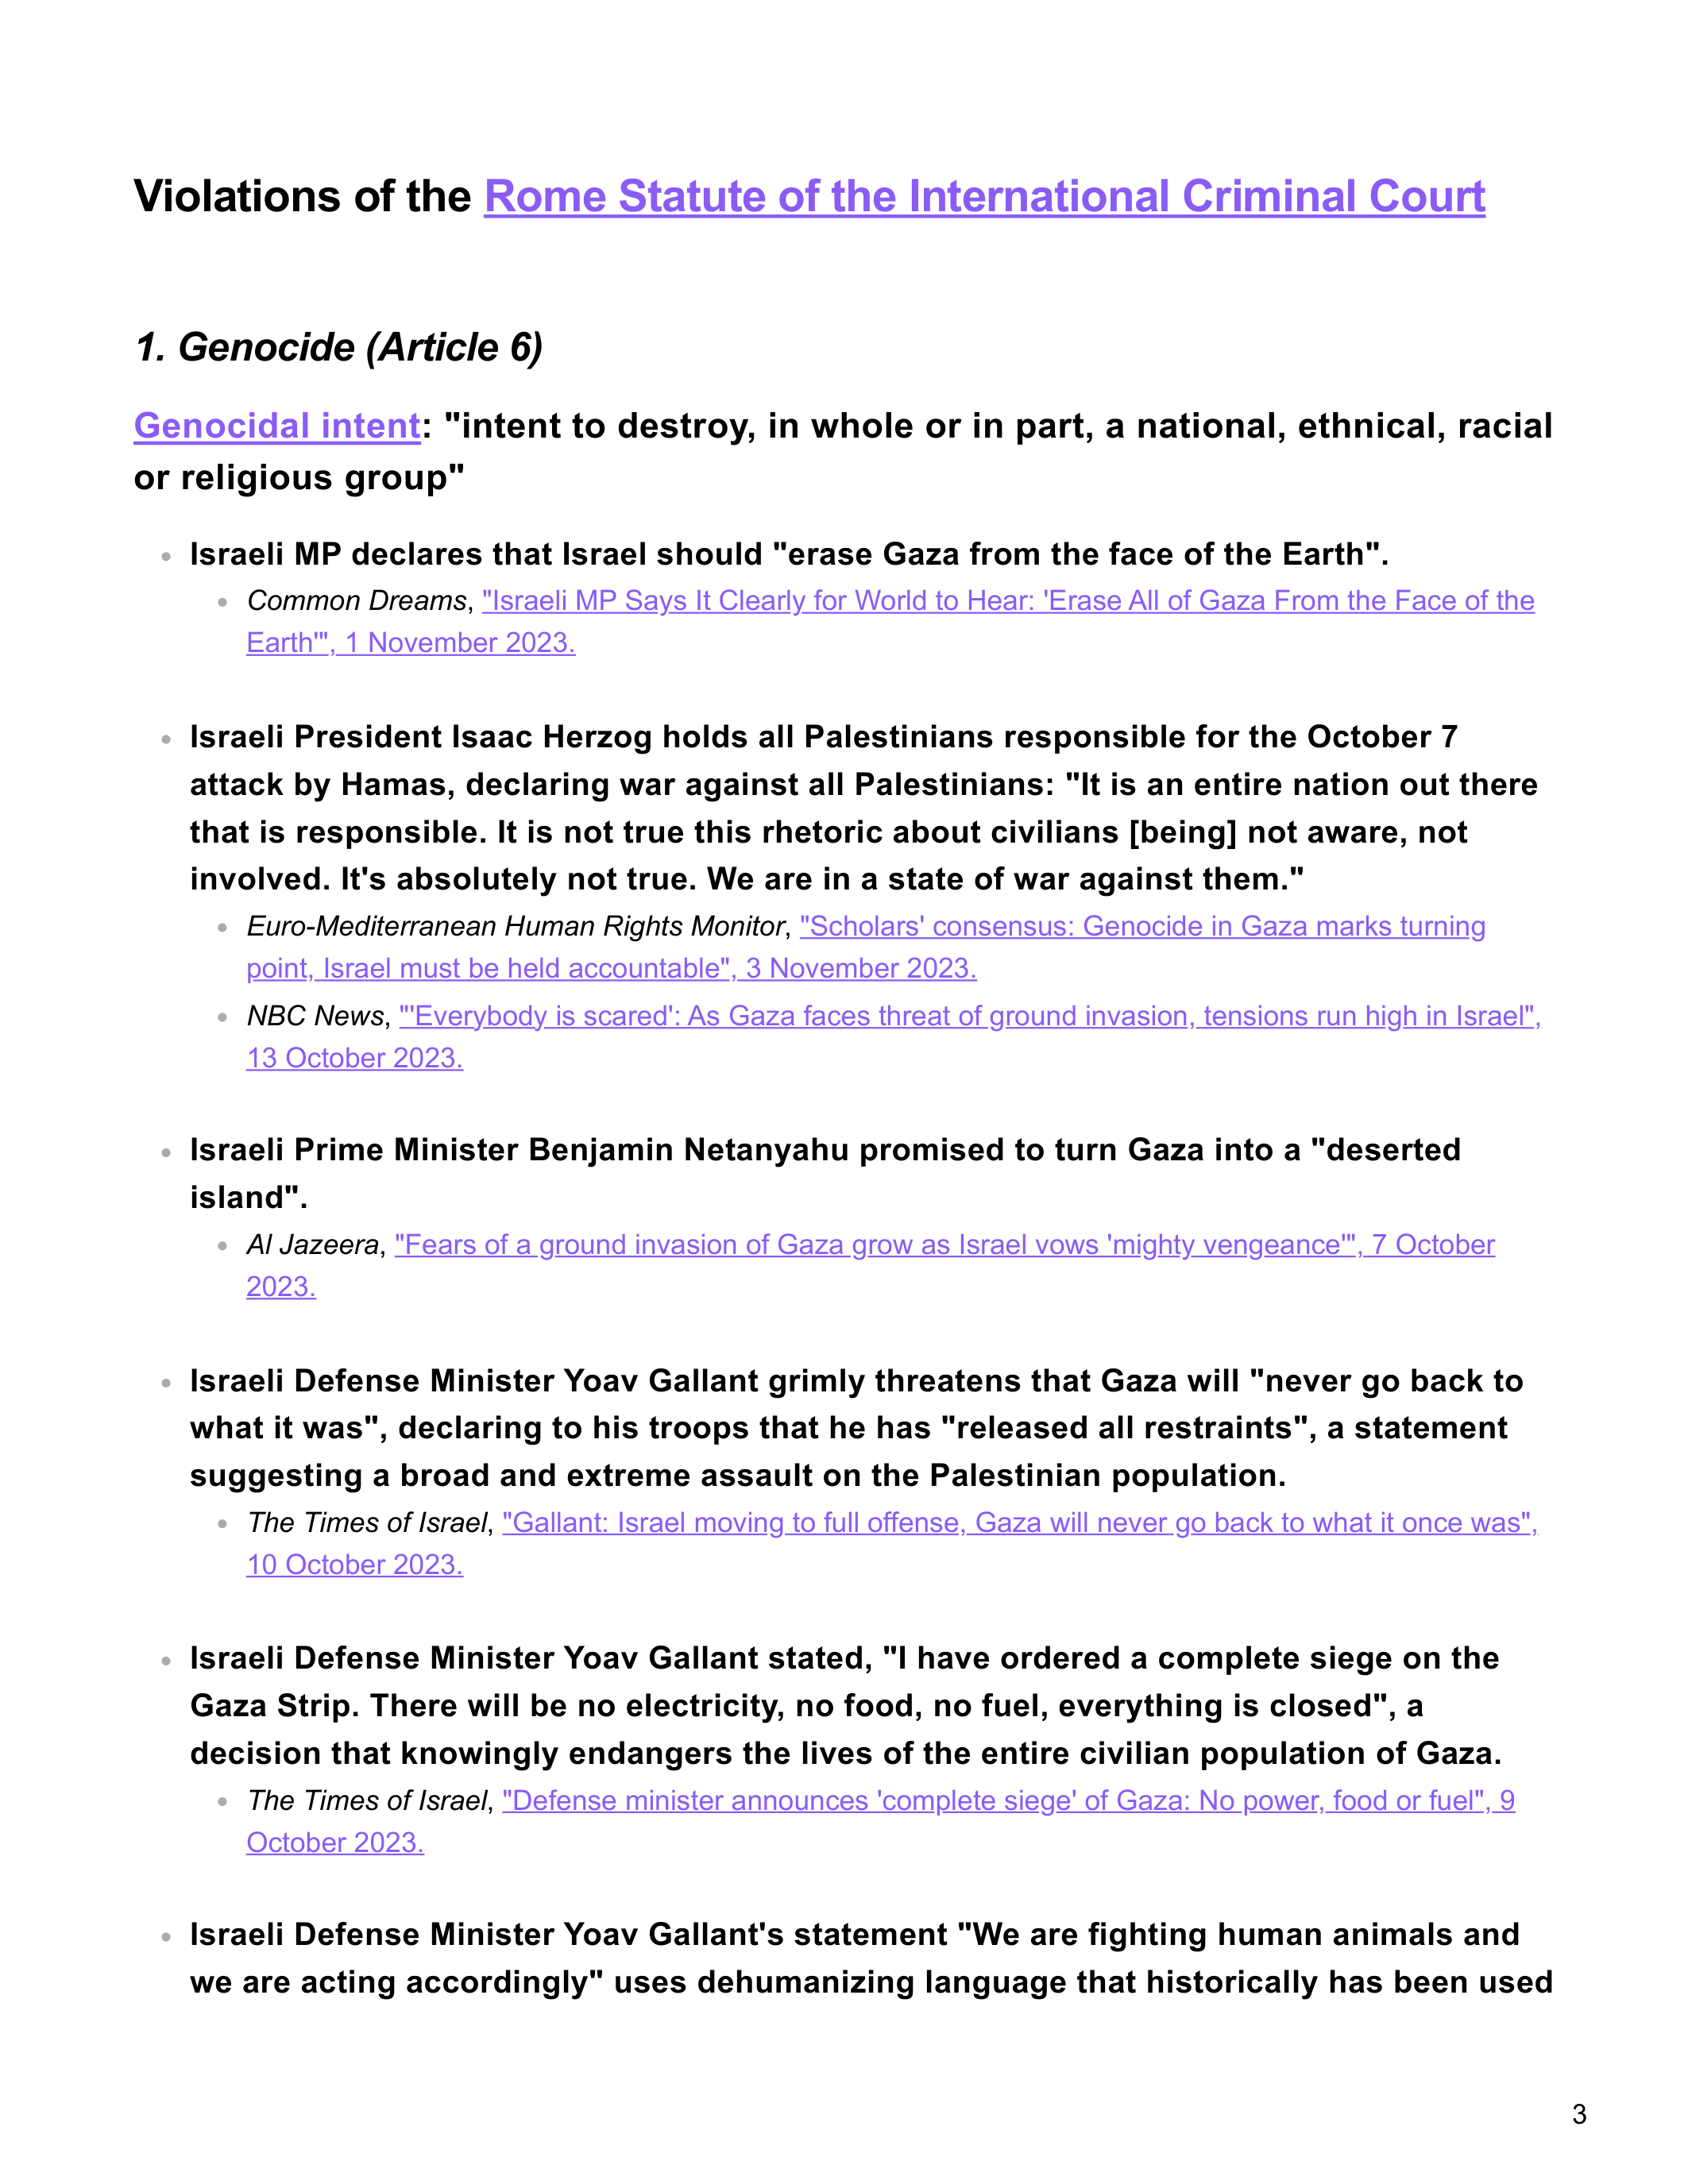 Violations of the Rome Statute of the International Criminal Court
1. Genocide (Article 6)
Genocidal intent: "intent to destroy, in whole or in part, a national, ethnical, racial
or religious group"
• Israeli MP declares that Israel should "erase Gaza from the face of the Earth".
• Common Dreams, "Israeli MP Says It Clearly for World to Hear: 'Erase All of Gaza From the Face of the
Earth'", 1 November 2023.
• Israeli President Isaac Herzog holds all Palestinians responsible for the October 7
attack by Hamas, declaring war against all Palestinians: "It is an entire nation out there
that is responsible. It is not true this rhetoric about civilians [being] not aware, not
involved. It's absolutely not true. We are in a state of war against them."
• Euro-Mediterranean Human Rights Monitor, "Scholars' consensus: Genocide in Gaza marks turning
point, Israel must be held accountable", 3 November 2023.
• NBC News, "'Everybody is scared': As Gaza faces threat of ground invasion, tensions run high in Israel",
13 October 2023.
• Israeli Prime Minister Benjamin Netanyahu promised to turn Gaza into a "deserted
island".
• Al Jazeera, "Fears of a ground invasion of Gaza grow as Israel vows 'mighty vengeance'", 7 October
2023.
• Israeli Defense Minister Yoav Gallant grimly threatens that Gaza will "never go back to
what it was", declaring to his troops that he has "released all restraints", a statement
suggesting a broad and extreme assault on the Palestinian population.
• The Times of Israel, "Gallant: Israel moving to full offense, Gaza will never go back to what it once was",
10 October 2023.
• Israeli Defense Minister Yoav Gallant stated, "I have ordered a complete siege on the
Gaza Strip. There will be no electricity, no food, no fuel, everything is closed", a
decision that knowingly endangers the lives of the entire civilian population of Gaza.
• The Times of Israel, "Defense minister announces 'complete siege' of Gaza: No power, food or fuel", 9
October 2023.
• Israeli Defense Minister Yoav Gallant's statement "We are fighting human animals and
we are acting accordingly" uses dehumanizing language that historically has been used
3